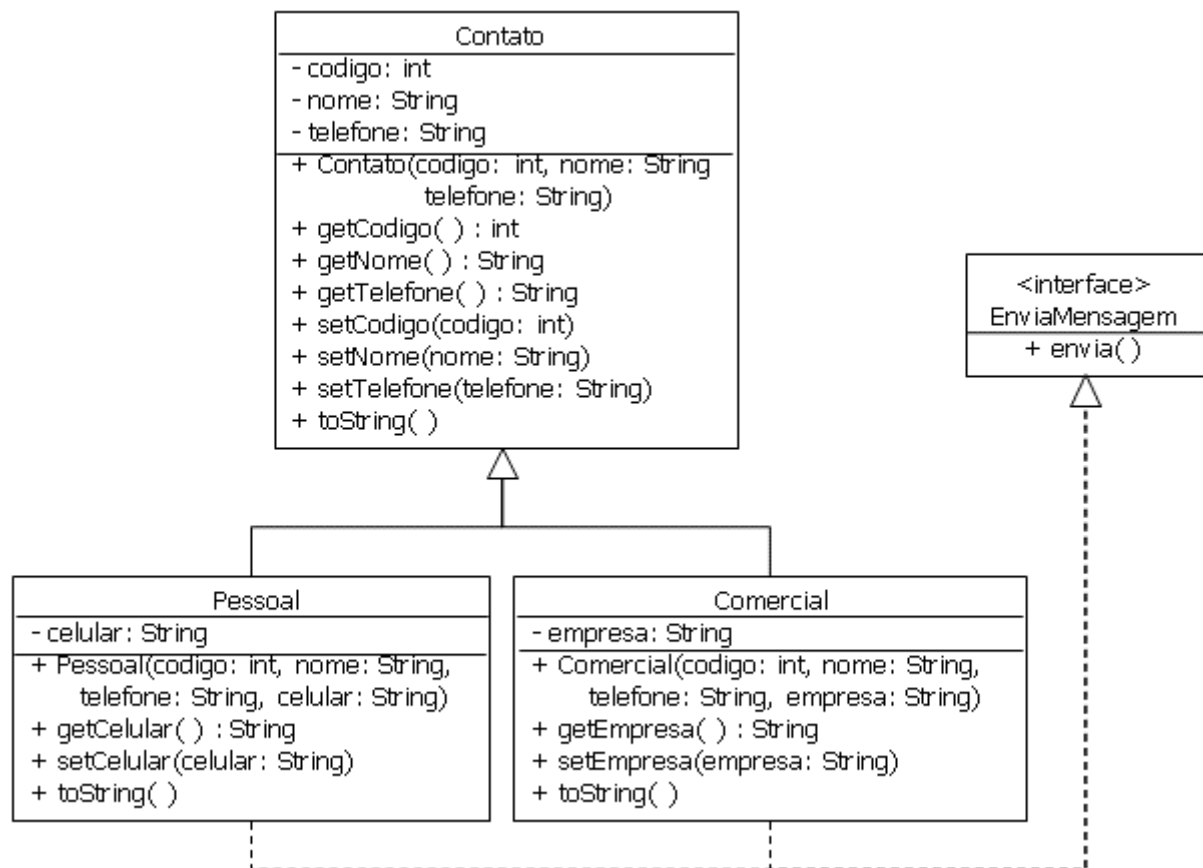 Contato
- codigo: int
- nome: String
- telefone: String
+ Contato(codigo: int, nome: String
telefone: String)
+ getCodigo( ) : int
+ getNome( ) : String
+ getTelefone( ) : String
+ setCodigo(codigo: int)
+ setNome(nome: String)
+ setTelefone(telefone: String)
+ toString( )
<interface>
EnviaMensagem
+ envia( )
Pessoal
- celular: String
+ Pessoal(codigo: int, nome: String,
telefone: String, celular: String)
+ getCelular( ) : String
+ setCelular(celular: String)
+ toString( )
Comercial
- empresa: String
+ Comercial(codigo: int, nome: String,
telefone: String, empresa: String)
+ getEmpresa( ) : String
+ setEmpresa(empresa: String)
+ toString( )